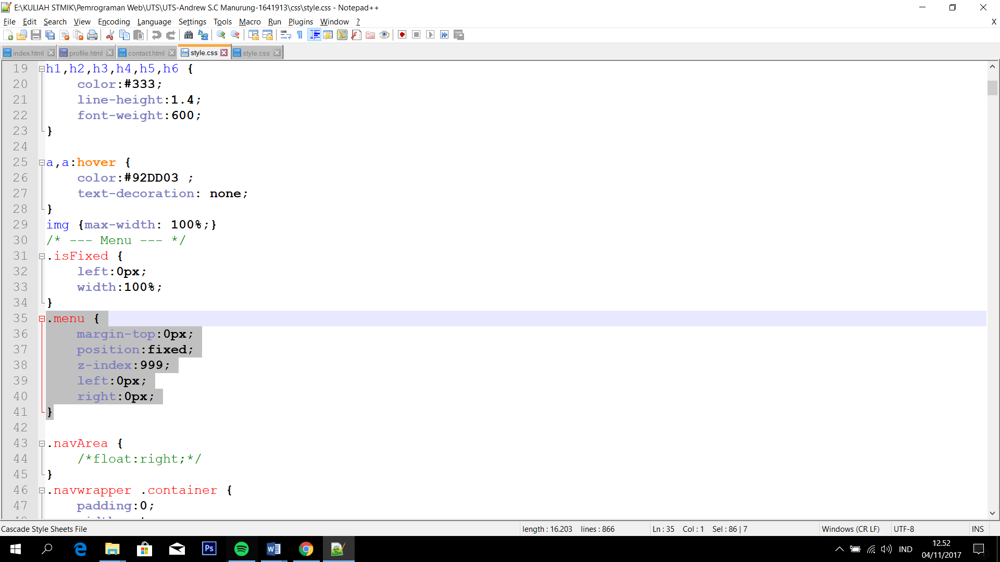 E:\KULIAH STMIK\Pemrograman Web\UTS\UTS-Andrew S.C Manurung-1641913\css\style.css - Notepad++
File Edit Search View Encoding Language Settings Tools Macro Run Plugins Window ? X
index.html profile.html contact.html style.css style.css
19 h1,h2,h3,h4,h5,h6 {
20 color:#333;
21 line-height:1.4;
22 font-weight:600;
23 }
24
25 a,a:hover {
26 color:#92DD03 ;
27 text-decoration: none;
28 }
29 img {max-width: 100%;}
30 /* --- Menu --- */
31 .isFixed {
32 left:0px;
33 width:100%;
34 }
35 .menu {
36 margin-top:0px;
37 position:fixed;
38 z-index:999;
39 left:0px;
40 right:0px;
41 }
42
43 .navArea {
44 /*float:right;*/
45 }
46 .navwrapper .container {
47 padding:0;
Cascade Style Sheets File length : 16.203 lines : 866 Ln : 35 Col : 1 Sel : 86 | 7 Windows (CR LF) UTF-8 INS
Ps IND 12.52
04/11/2017